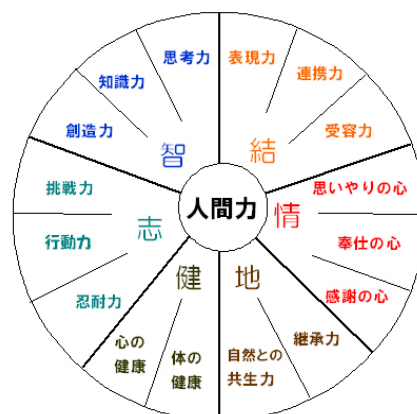 思考力
表現力
知識力
連携力
創造力
受容力
智
結
挑戦力
思いやりの心
人間力
志
情
行動力
奉仕の心
健
地
忍耐力
感謝の心
心の
健康
体の
健康
自然との
共生力
継承力